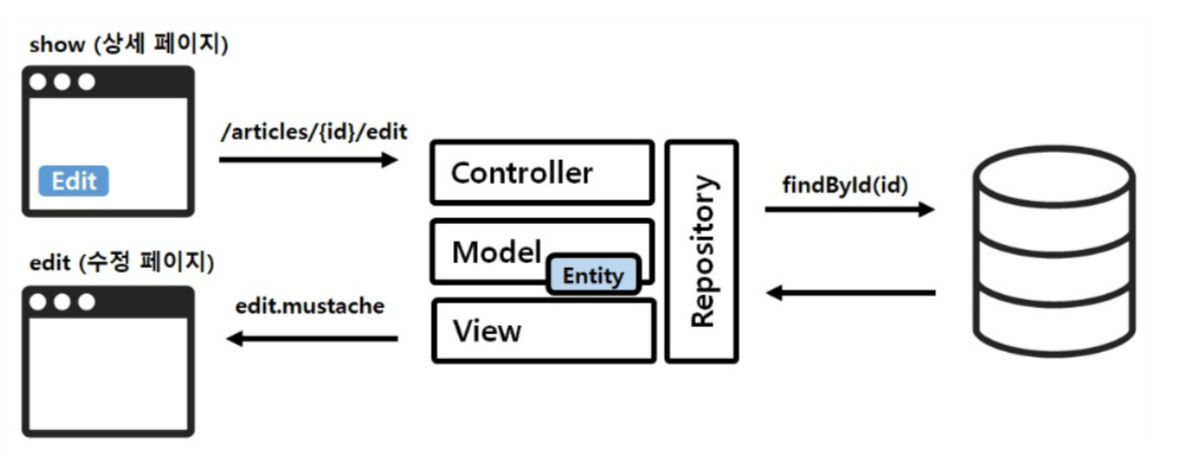 show (상세 페이지)
Edit
/articles/{id}/edit
Controller
Model
Entity
View
Repository
findById(id)
edit (수정 페이지)
edit.mustache